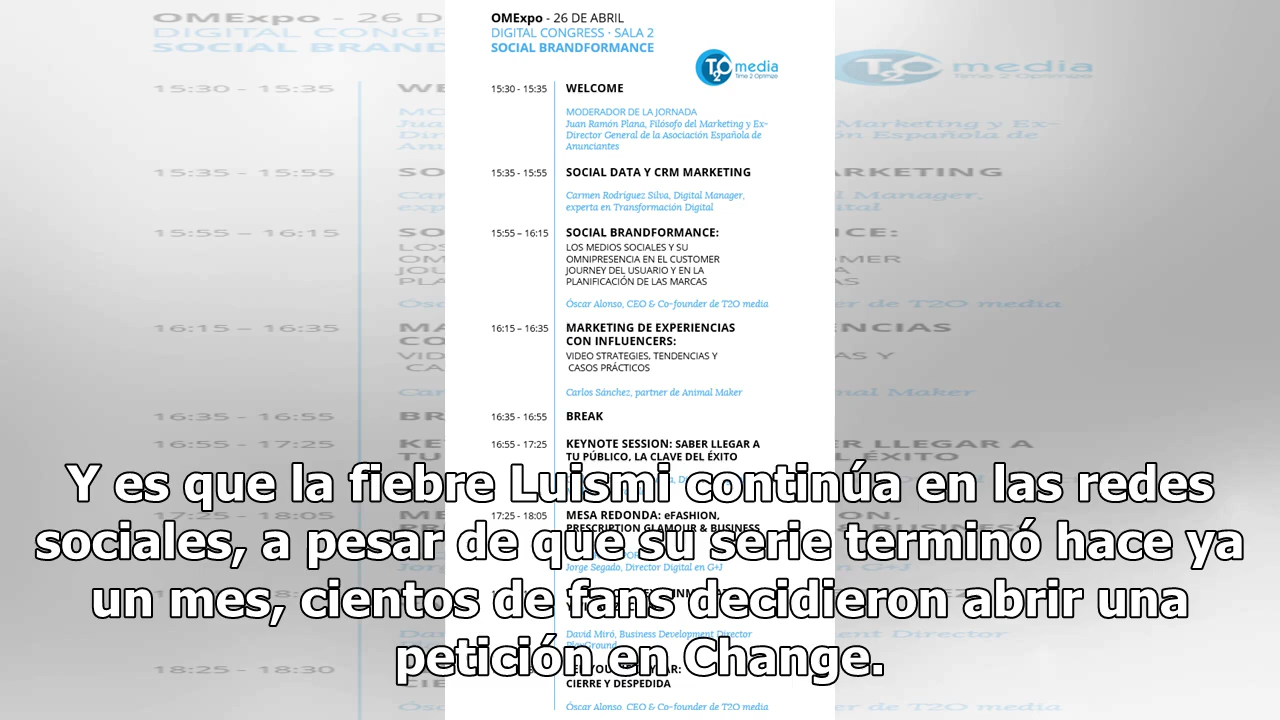 OMExpo - 26 DE ABRIL
DIGITAL CONGRESS · SALA 2
SOCIAL BRANDFORMANCE
T2O media
Time 2 Optimize
15:30 - 15:35 WELCOME
MODERADOR DE LA JORNADA
Juan Ramón Plana, Filósofo del Marketing y Ex-
Director General de la Asociación Española de
Anunciantes
15:35 - 15:55 SOCIAL DATA Y CRM MARKETING
Carmen Rodríguez Silva, Digital Manager,
experta en Transformación Digital
15:55 – 16:15 SOCIAL BRANDFORMANCE:
LOS MEDIOS SOCIALES Y SU
OMNIPRESENCIA EN EL CUSTOMER
JOURNEY DEL USUARIO Y EN LA
PLANIFICACIÓN DE LAS MARCAS
Óscar Alonso, CEO & Co-founder de T2O media
16:15 – 16:35 MARKETING DE EXPERIENCIAS
CON INFLUENCERS:
VIDEO STRATEGIES, TENDENCIAS Y
CASOS PRÁCTICOS
Carlos Sánchez, partner de Animal Maker
16:35 - 16:55 BREAK
16:55 - 17:25 KEYNOTE SESSION: SABER LLEGAR A
TU PÚBLICO, LA CLAVE DEL ÉXITO
17:25 - 18:05 MESA REDONDA: eFASHION,
PRESCRIPTION GLAMOUR & BUSINESS
Jorge Segado, Director Digital en G+J
David Miró, Business Development Director
PlayGround
18:25 - 18:30
CIERRE Y DESPEDIDA
Óscar Alonso, CEO & Co-founder de T2O media
Y es que la fiebre Luismi continúa en las redes
sociales, a pesar de que su serie terminó hace ya
un mes, cientos de fans decidieron abrir una
petición en Change.